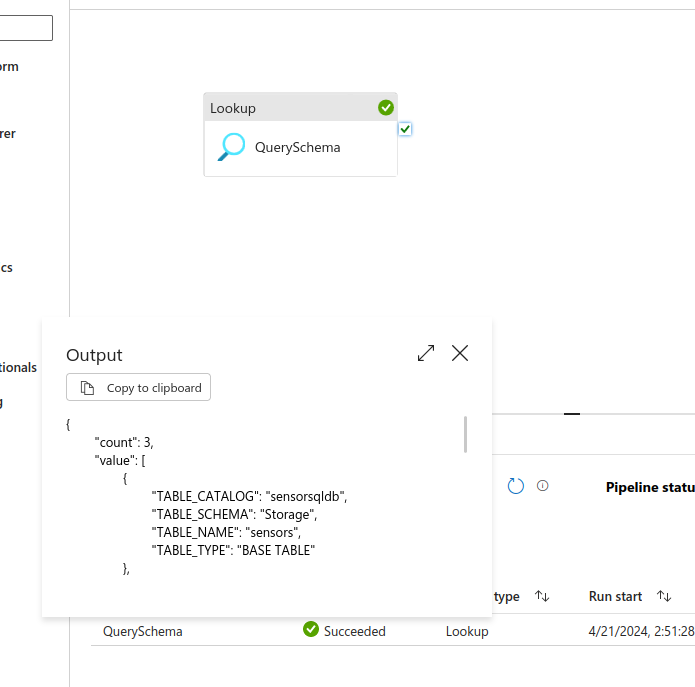 orm
rer
cs
tionals
g
Lookup
QuerySchema
Output
Copy to clipboard
{
"count": 3,
"value": [
{
"TABLE_CATALOG": "sensorsqldb",
"TABLE_SCHEMA": "Storage",
"TABLE_NAME": "sensors",
"TABLE_TYPE": "BASE TABLE"
},
Pipeline statu
type Run start
QuerySchema Succeeded Lookup 4/21/2024, 2:51:28